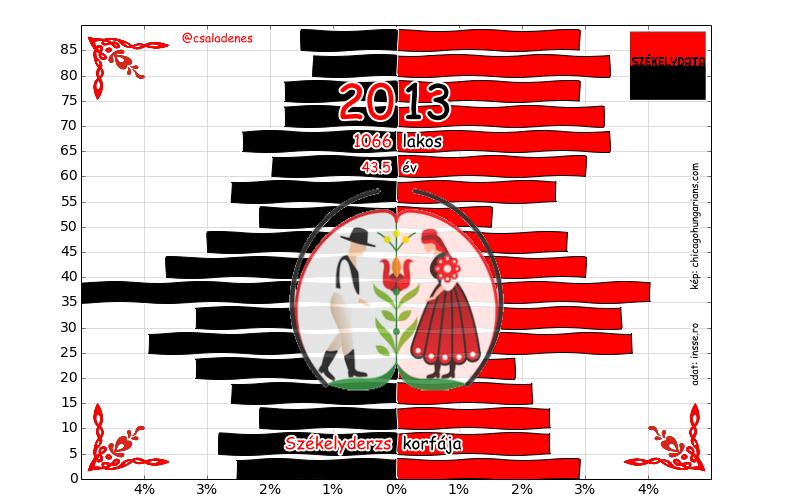 @csaladenes
SZÉKELYDATA
2013
1066 lakos
43.5 év
kép: chicagohungarians.com,
adat: insse.ro
Székelyderzs korfája
85
80
75
70
65
60
55
50
45
40
35
30
25
20
15
10
5
0
4% 3% 2% 1% 0% 1% 2% 3% 4%